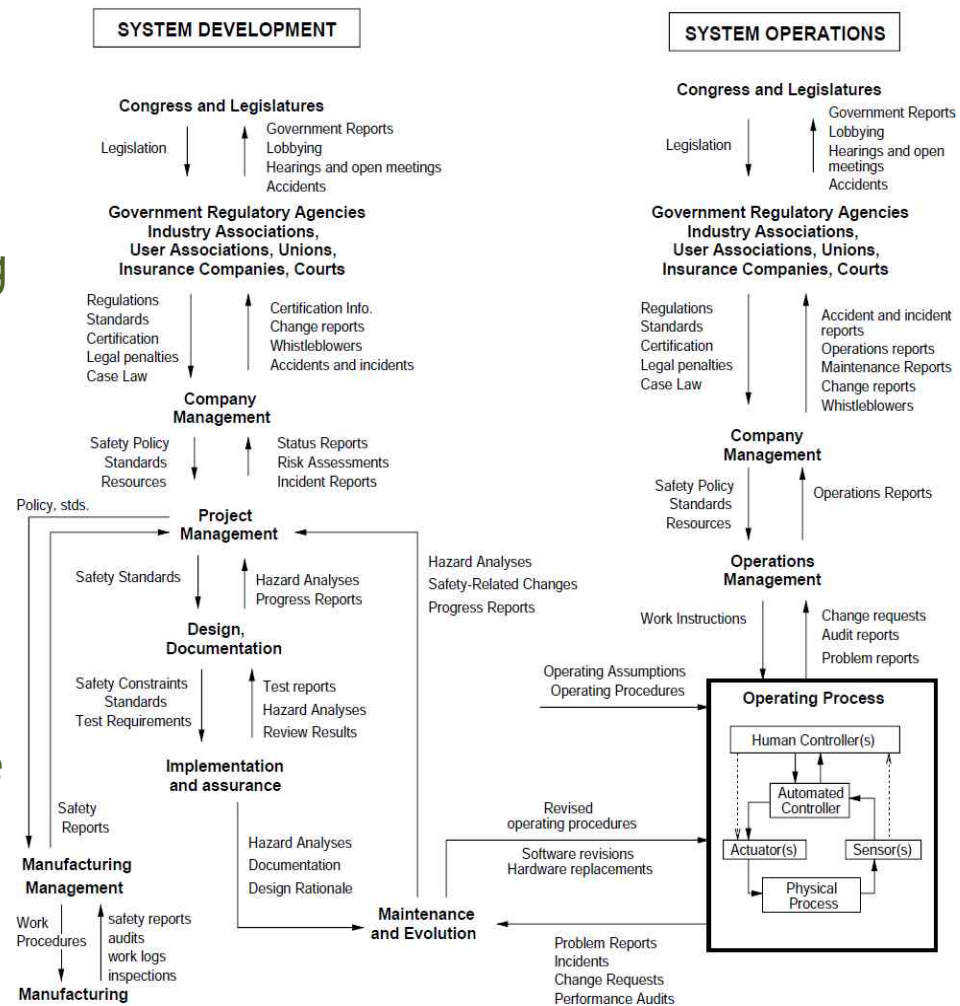 SYSTEM DEVELOPMENT
Congress and Legislatures
Legislation
Government Reports
Lobbying
Hearings and open meetings
Accidents
Government Regulatory Agencies
Industry Associations,
User Associations, Unions,
Insurance Companies, Courts
Regulations
Standards
Certification
Legal penalties
Case Law
Certification Info.
Change reports
Whistleblowers
Accidents and incidents
Company
Management
Safety Policy
Standards
Resources
Status Reports
Risk Assessments
Incident Reports
Policy, stds.
Project
Management
Safety Standards
Hazard Analyses
Progress Reports
Hazard Analyses
Safety-Related Changes
Progress Reports
Design,
Documentation
Safety Constraints
Standards
Test Requirements
Test reports
Hazard Analyses
Review Results
Implementation
and assurance
Safety
Reports
Hazard Analyses
Documentation
Design Rationale
Manufacturing
Management
Work
Procedures
safety reports
audits
work logs
inspections
Manufacturing
Maintenance
and Evolution
SYSTEM OPERATIONS
Congress and Legislatures
Legislation
Government Reports
Lobbying
Hearings and open
meetings
Accidents
Government Regulatory Agencies
Industry Associations,
User Associations, Unions,
Insurance Companies, Courts
Regulations
Standards
Certification
Legal penalties
Case Law
Accident and incident
reports
Operations reports
Maintenance Reports
Change reports
Whistleblowers
Company
Management
Safety Policy
Standards
Resources
Operations Reports
Operations
Management
Work Instructions
Change requests
Audit reports
Problem reports
Operating Assumptions
Operating Procedures
Operating Process
Human Controller(s)
Automated
Controller
Actuator(s)
Sensor(s)
Physical
Process
Revised
operating procedures
Software revisions
Hardware replacements
Problem Reports
Incidents
Change Requests
Performance Audits